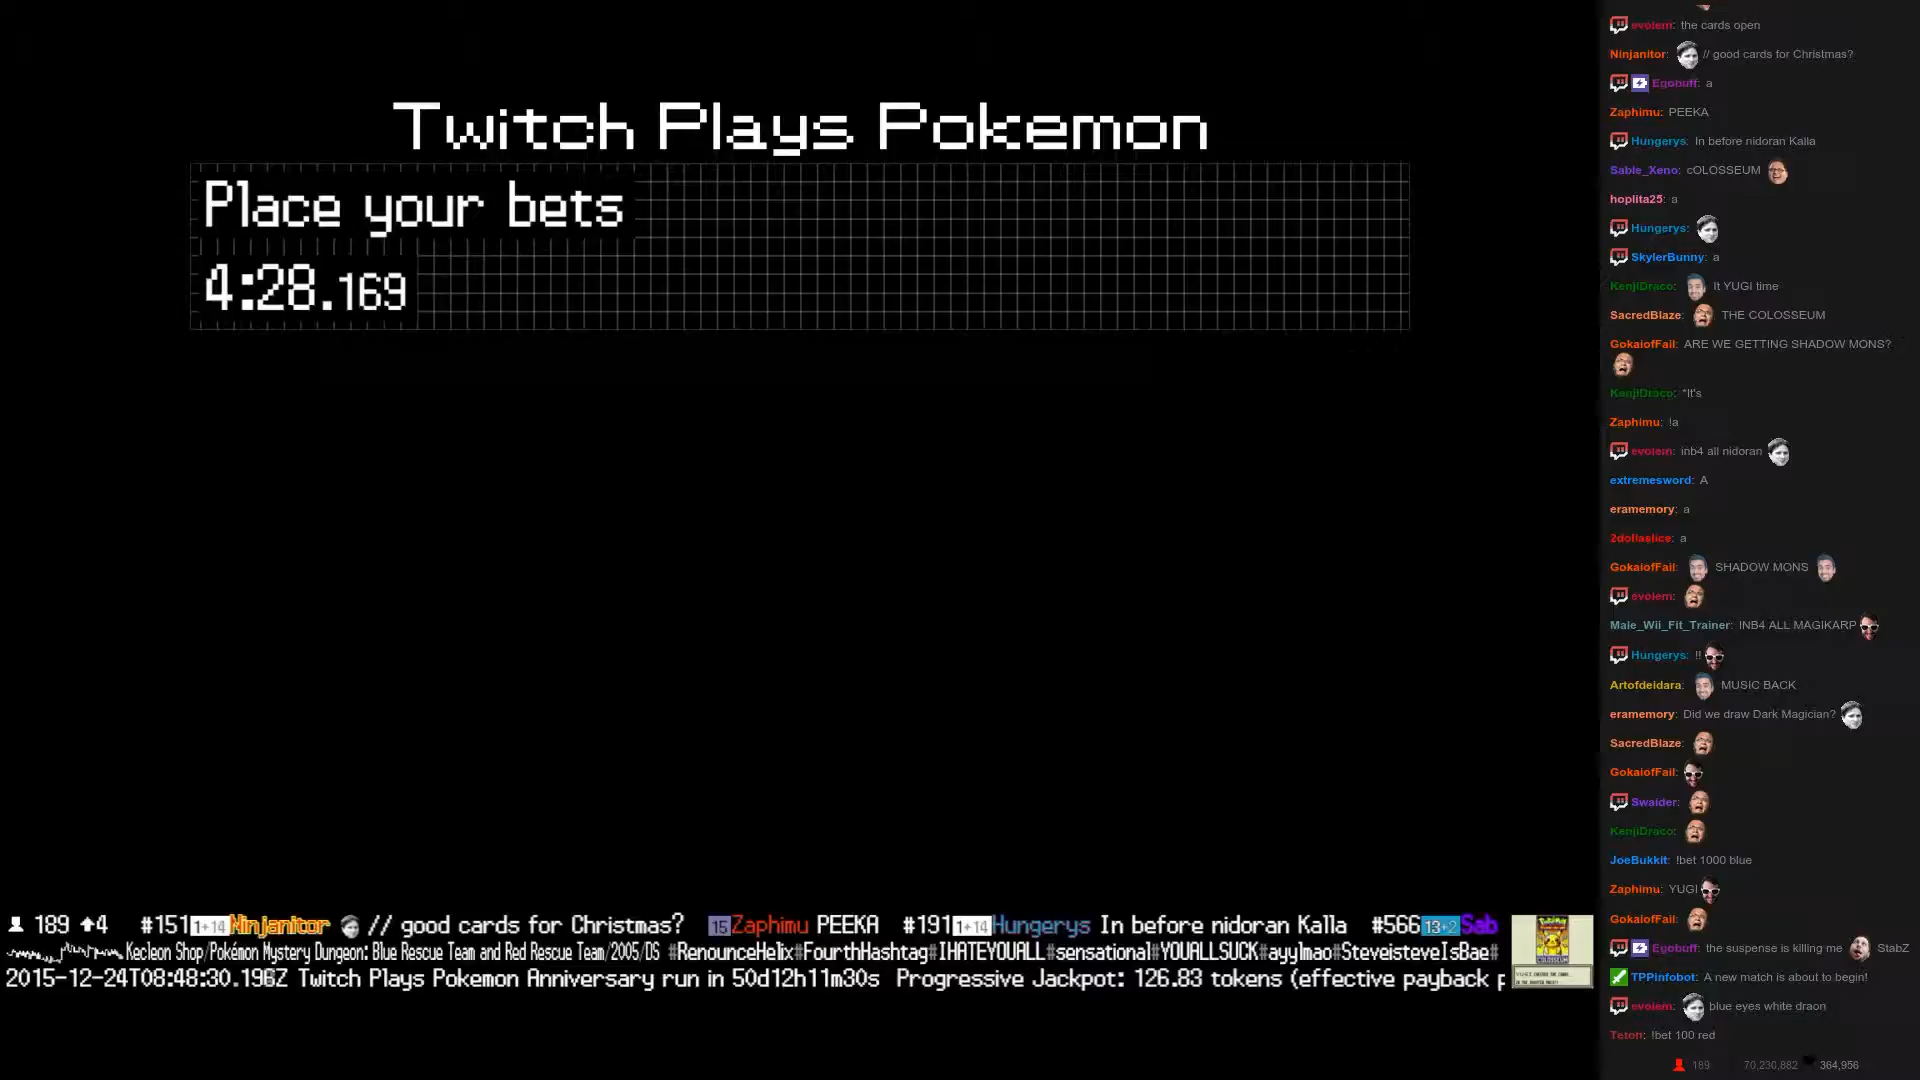 Twitch Plays Pokemon
Place your bets
4:28.169
189 4 #151 1+14 Ninjanitor // good cards for Christmas? 15 Zaphimu PEEKA #191 1+14 Hungerys In before nidoran Kalla #566 13+2 Sab
Kecleon Shop/Pokémon Mystery Dungeon: Blue Rescue Team and Red Rescue Team/2005/DS #RenounceHelix#FourthHashtag#IHATEYOUALL#sensational#YOUALLSUCK#ayylmao#SteveisteveIsBae#
2015-12-24T08:48:30.196Z Twitch Plays Pokemon Anniversary run in 50d12h11m30s Progressive Jackpot: 126.83 tokens (effective payback p
COLOSSEUM
evolem: the cards open
Ninjanitor: // good cards for Christmas?
Egobuff: a
Zaphimu: PEEKA
Hungerys: In before nidoran Kalla
Sable_Xeno: cOLOSSEUM
hoplita25: a
Hungerys:
SkylerBunny: a
KenjiDraco: It YUGI time
SacredBlaze: THE COLOSSEUM
GokaiofFail: ARE WE GETTING SHADOW MONS?
KenjiDraco: *It's
Zaphimu: !a
evolem: inb4 all nidoran
extremesword: A
eramemory: a
2dollaslice: a
GokaiofFail: SHADOW MONS
evolem:
Male_Wii_Fit_Trainer: INB4 ALL MAGIKARP
Hungerys: !!
Artofdeidara: MUSIC BACK
eramemory: Did we draw Dark Magician?
SacredBlaze:
GokaiofFail:
Swaider:
KenjiDraco:
JoeBukkit: !bet 1000 blue
Zaphimu: YUGI
GokaiofFail:
Egobuff: the suspense is killing me StabZ
TPPinfobot: A new match is about to begin!
evolem: blue eyes white draon
Teton: !bet 100 red
189 70,230,882 364,956